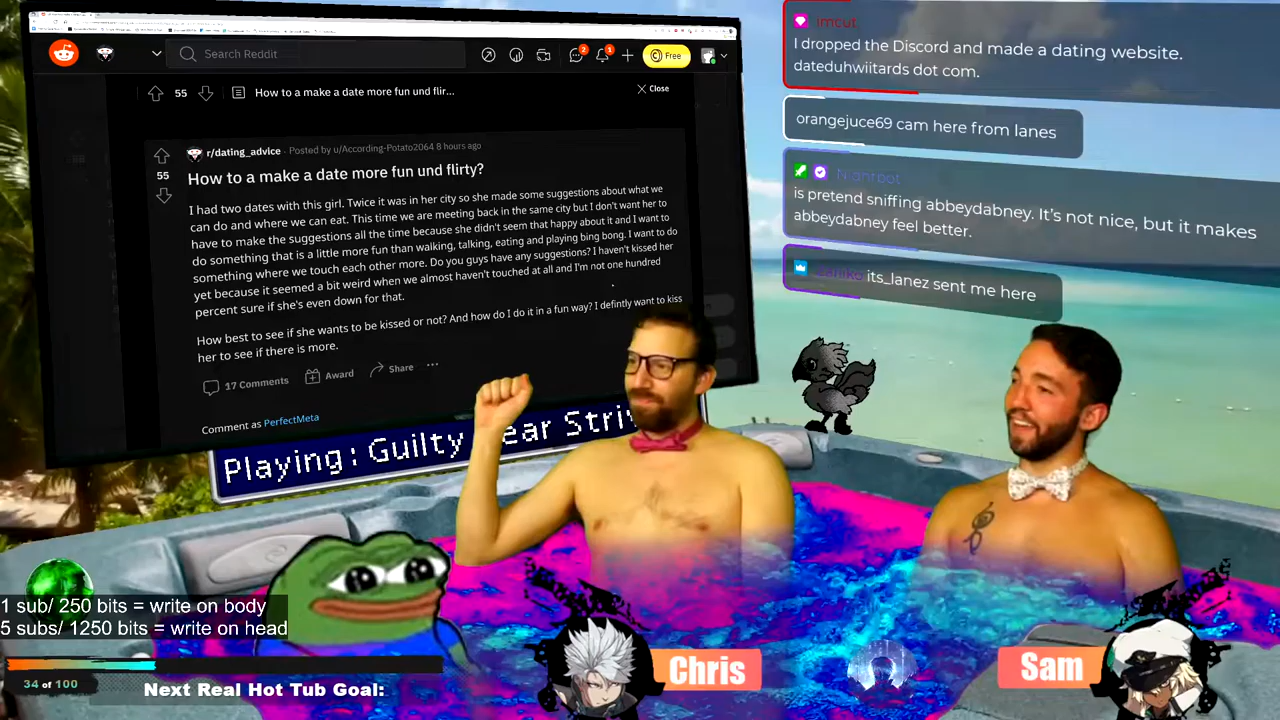 Search Reddit
2
1
Free
55
How to a make a date more fun und flir...
Close
r/dating_advice · Posted by u/According-Potato2064 8 hours ago
55
How to a make a date more fun und flirty?
I had two dates with this girl. Twice it was in her city so she made some suggestions about what we
can do and where we can eat. This time we are meeting back in the same city but I don't want her to
have to make the suggestions all the time because she didn't seem that happy about it and I want to
do something that is a little more fun than walking, talking, eating and playing bing bong. I want to do
something where we touch each other more. Do you guys have any suggestions? I haven't kissed her
yet because it seemed a bit weird when we almost haven't touched at all and I'm not one hundred
percent sure if she's even down for that.
How best to see if she wants to be kissed or not? And how do I do it in a fun way? I defintly want to kiss
her to see if there is more.
17 Comments
Award
Share
Comment as PerfectMeta
Playing: Guilty ear Striv
imcut
I dropped the Discord and made a dating website.
dateduhwiitards dot com.
orangejuce69 cam here from lanes
is pretend sniffing abbeydabney. It's not nice, but it makes
abbeydabney feel better.
its_lanez sent me here
1 sub/ 250 bits = write on body
5 subs/ 1250 bits = write on head
34 of 100
Next Real Hot Tub Goal:
Chris
Sam